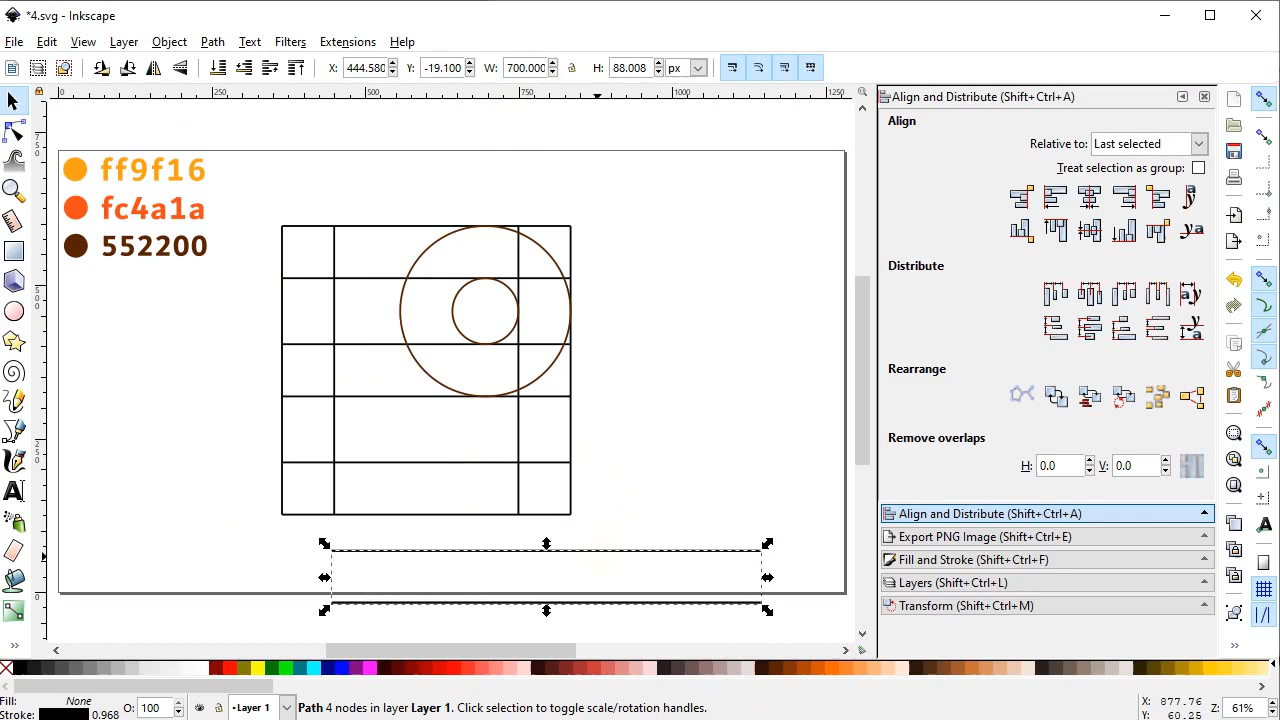 *4.svg - Inkscape
File Edit View Layer Object Path Text Filters Extensions Help
X: 444.580 Y: -19.100 W: 700.000 H: 88.008 px
0 250 500 750 1000 1250
750
500
250
0
ff9f16
fc4a1a
552200
Align and Distribute (Shift+Ctrl+A)
Align
Relative to: Last selected
Treat selection as group:
Distribute
Rearrange
Remove overlaps
H: 0.0 V: 0.0
Align and Distribute (Shift+Ctrl+A)
Export PNG Image (Shift+Ctrl+E)
Fill and Stroke (Shift+Ctrl+F)
Layers (Shift+Ctrl+L)
Transform (Shift+Ctrl+M)
Fill: None
Stroke: 0.968
O: 100
Layer 1
Path 4 nodes in layer Layer 1. Click selection to toggle scale/rotation handles.
X: 877.76
Y: 60.25
Z: 61%